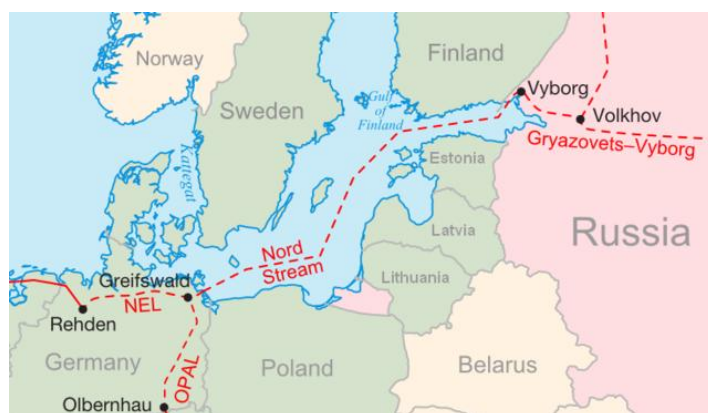 Norway
Finland
Sweden
Vyborg
Gulf
of
Finland
Volkhov
Gryazovets–Vyborg
Kattegat
Estonia
Russia
Latvia
Nord
Stream
Lithuania
Greifswald
NEL
Rehden
Germany
OPAL
Poland
Belarus
Olbernhau